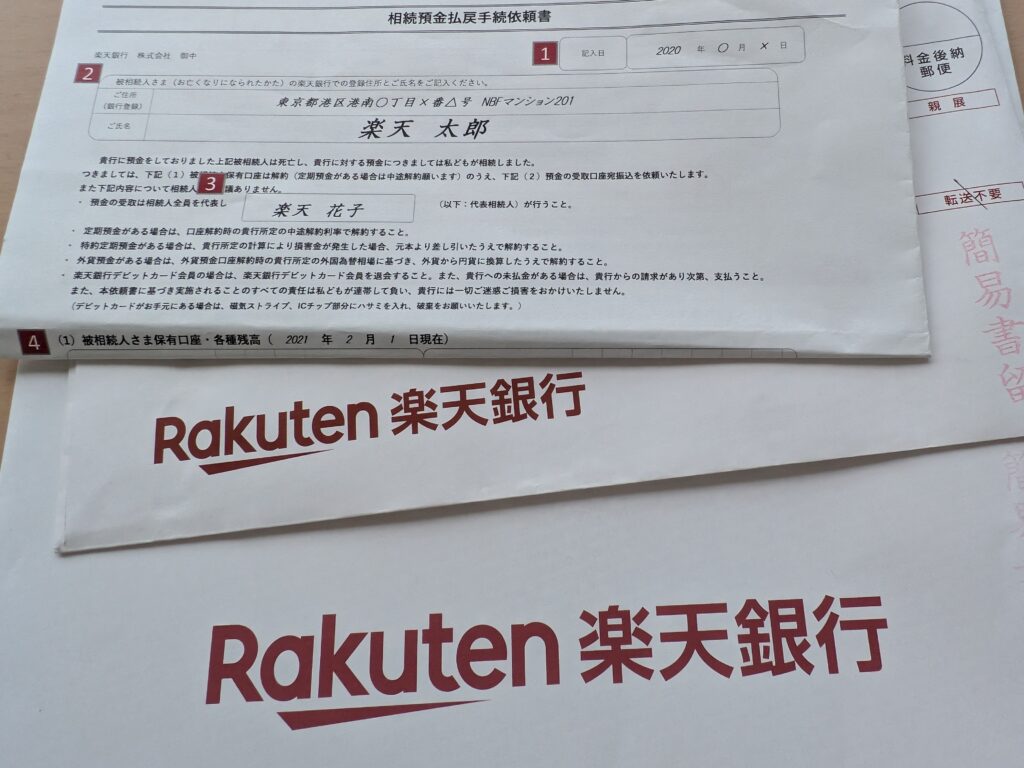 相続預金払戻手続依頼書
楽天銀行 株式会社 御中
1 記入日 2020 年 〇 月 × 日
2 被相続人さま(お亡くなりになられたかた)の楽天銀行での登録住所とご氏名をご記入ください。
ご住所
(銀行登録) 東京都港区港南〇丁目×番△号 NBFマンション201
ご氏名 楽天 太郎
貴行に預金をしておりました上記被相続人は死亡し、貴行に対する預金につきましては私どもが相続しました。
つきましては、下記(1)被 保有口座は解約(定期預金がある場合は中途解約願います)のうえ、下記(2)預金の受取口座宛振込を依頼いたします。
また下記内容について相続人 議ありません。
3
・預金の受取は相続人全員を代表し 楽天 花子 (以下:代表相続人)が行うこと。
・定期預金がある場合は、口座解約時の貴行所定の中途解約利率で解約すること。
・特約定期預金がある場合は、貴行所定の計算により損害金が発生した場合、元本より差し引いたうえで解約すること。
・外貨預金がある場合は、外貨預金口座解約時の貴行所定の外国為替相場に基づき、外貨から円貨に換算したうえで解約すること。
・楽天銀行デビットカード会員の場合は、楽天銀行デビットカード会員を退会すること。また、貴行への未払金がある場合は、貴行からの請求があり次第、支払うこと。
また、本依頼書に基づき実施されることのすべての責任は私どもが連帯して負い、貴行には一切ご迷惑ご損害をおかけいたしません。
(デビットカードがお手元にある場合は、磁気ストライプ、ICチップ部分にハサミを入れ、破棄をお願いいたします。)
4 (1)被相続人さま保有口座・各種残高( 2021 年 2 月 1 日現在)
料金後納
郵便
親展
転送不要
簡易書留
Rakuten 楽天銀行
Rakuten 楽天銀行